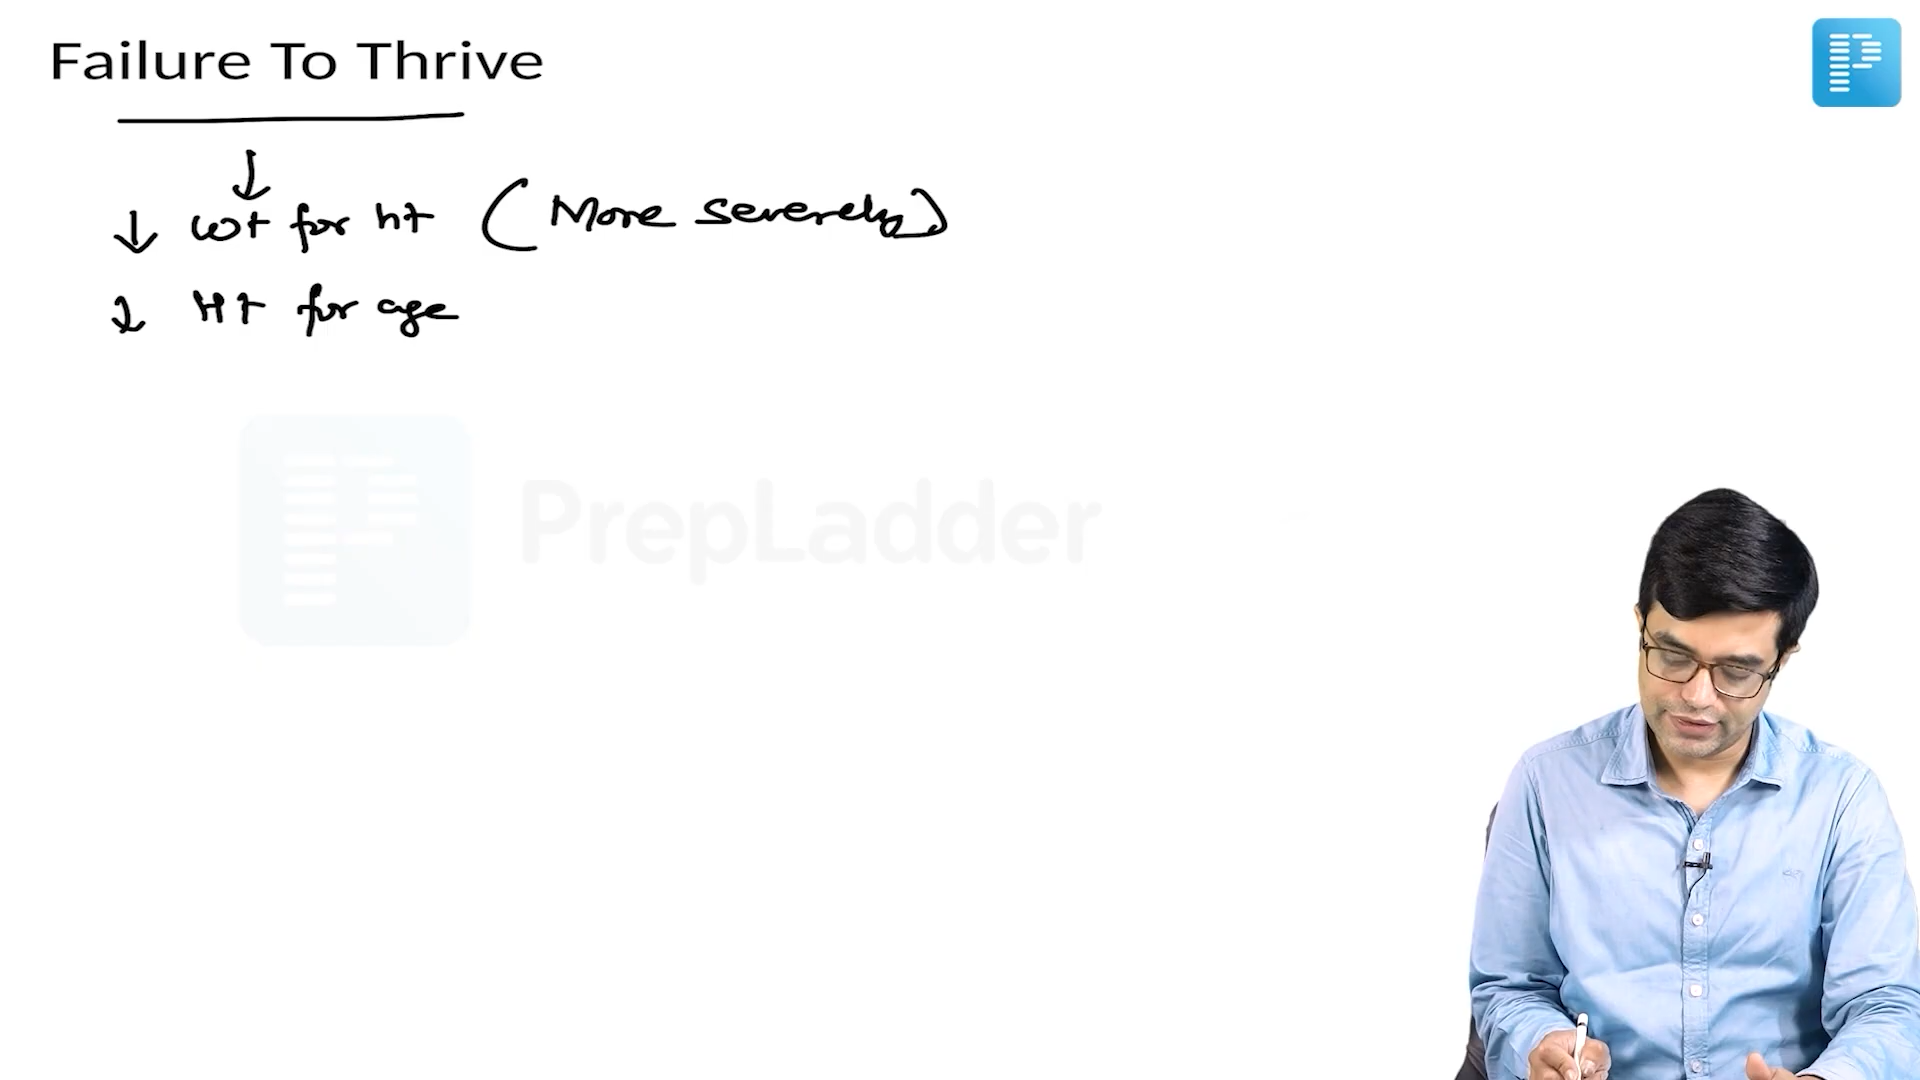 Failure To Thrive
↓
↓ wt for ht (More severely)
↓ Ht for age
PrepLadder